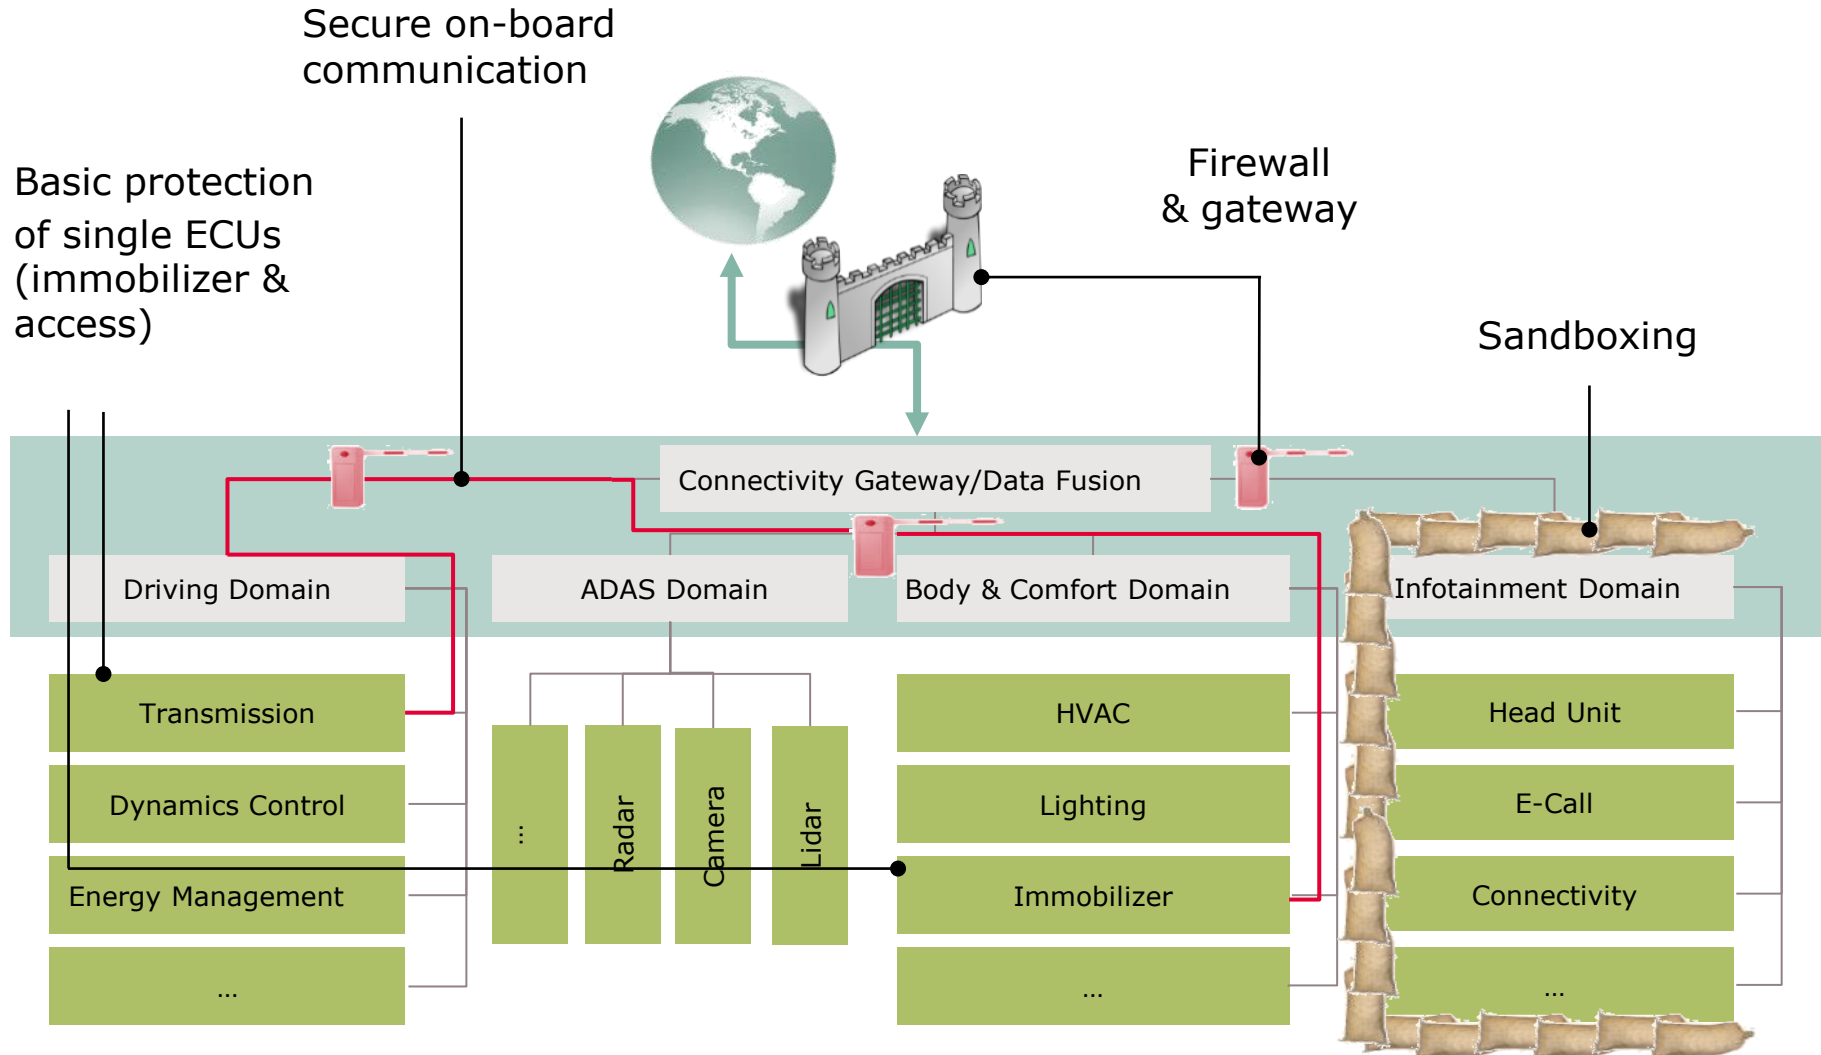 Secure on-board
communication
Basic protection
of single ECUs
(immobilizer &
access)
Firewall
& gateway
Sandboxing
Connectivity Gateway/Data Fusion
Driving Domain
ADAS Domain
Body & Comfort Domain
Infotainment Domain
Transmission
Dynamics Control
Energy Management
...
...
Radar
Camera
Lidar
HVAC
Lighting
Immobilizer
...
Head Unit
E-Call
Connectivity
...